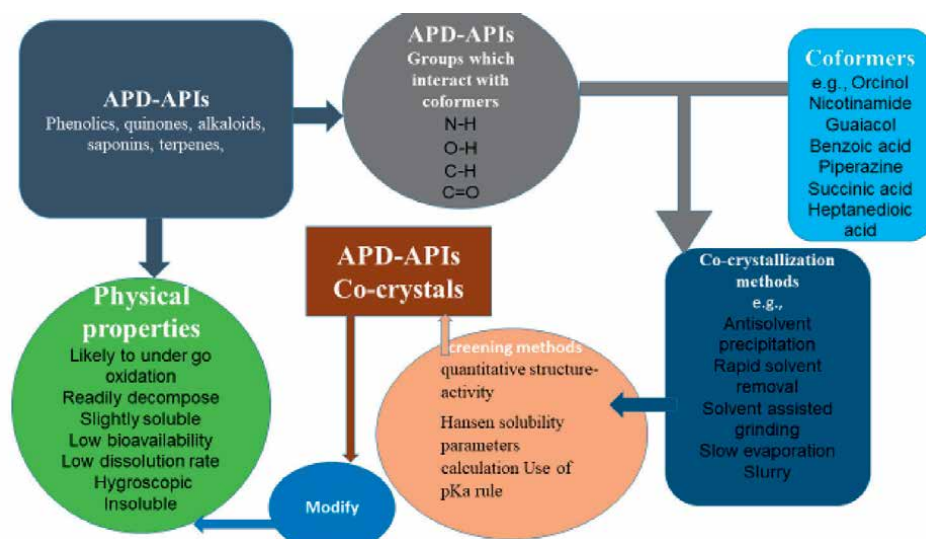 APD-APIs
Phenolics, quinones, alkaloids,
saponins, terpenes,
APD-APIs
Groups which
interact with
coformers
N-H
O-H
C-H
C=O
Coformers
e.g., Orcinol
Nicotinamide
Guaiacol
Benzoic acid
Piperazine
Succinic acid
Heptanedioic
acid
Physical
properties
Likely to under go
oxidation
Readily decompose
Slightly soluble
Low bioavailability
Low dissolution rate
Hygroscopic
Insoluble
APD-APIs
Co-crystals
Modify
creening methods
quantitative structure-
activity
Hansen solubility
parameters
calculation Use of
pKa rule
Co-crystallization
methods
e.g.,
Antisolvent
precipitation
Rapid solvent
removal
Solvent assisted
grinding
Slow evaporation
Slurry